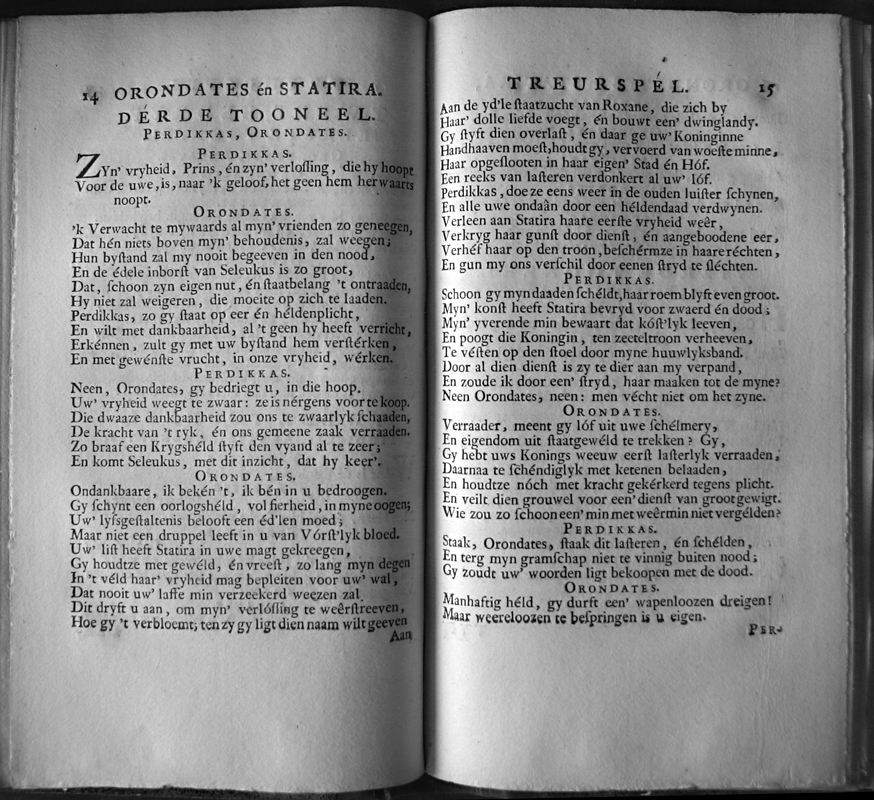 14 ORONDATES én STATIRA.
DÉRDE TOONEEL.
PERDIKKAS, ORONDATES.
PERDIKKAS.
ZYn' vryheid, Prins, én zyn' verloſſing, die hy hoopt
Voor de uwe, is, naar 'k geloof, het geen hem herwaarts
noopt.
ORONDATES.
'k Verwacht te mywaards al myn' vrienden zo geneegen,
Dat hén niets boven myn' behoudenis, zal weegen;
Hun byſtand zal my nooit begeeven in den nood,
En de édele inborſt van Seleukus is zo groot,
Dat, ſchoon zyn eigen nut, én ſtaatbelang 't ontraaden,
Hy niet zal weigeren, die moeite op zich te laaden.
Perdikkas, zo gy ſtaat op eer én héldenplicht,
En wilt met dankbaarheid, al 't geen hy heeft verricht,
Erkénnen, zult gy met uw byſtand hem verſtérken,
En met gewénſte vrucht, in onze vryheid, wérken.
PERDIKKAS.
Neen, Orondates, gy bedriegt u, in die hoop.
Uw' vryheid weegt te zwaar: ze is nérgens voor te koop.
Die dwaaze dankbaarheid zou ons te zwaarlyk ſchaaden,
De kracht van 't ryk, én ons gemeene zaak verraaden.
Zo braaf een Krygshéld ſtyft den vyand al te zeer;
En komt Seleukus, mét dit inzicht, dat hy keer'.
ORONDATES.
Ondankbaare, ik bekén 't, ik bén in u bedroogen.
Gy ſchynt een oorlogshéld, vol fierheid, in myne oogen;
Uw' lyfsgeſtaltenis belooft een éd'len moed;
Maar niet een druppel leeft in u van Vórſt'lyk bloed.
Uw' liſt heeft Statira in uwe magt gekreegen,
Gy houdtze met gewéld, én vreeſt, zo lang myn degen
In 't véld haar' vryheid mag bepleiten voor uw' wal,
Dat nooit uw' laffe min verzeekerd weezen zal.
Dit dryft u aan, om myn' verlóſſing te weêrſtreeven,
Hoe gy 't verbloemt; ten zy gy ligt dien naam wilt geeven
Aan
TREURSPÉL. 15
Aan de yd'le ſtaatzucht van Roxane, die zich by
Haar' dolle liefde voegt, én bouwt een' dwinglandy.
Gy ſtyft dien overlaſt, én daar ge uw' Koninginne
Handhaaven moeſt, houdt gy, vervoerd van woeſte minne,
Haar opgeſlooten in haar eigen' Stad én Hóf.
Een reeks van laſteren verdonkert al uw' lóf.
Perdikkas, doe ze eens weer in de ouden luiſter ſchynen,
En alle uwe ondaân door een héldendaad verdwynen.
Verleen aan Statira haare eerſte vryheid weêr,
Verkryg haar gunſt door dienſt, én aangeboodene eer,
Verhéf haar op den troon, beſchérmze in haare réchten,
En gun my ons verſchil door eenen ſtryd te ſléchten.
PERDIKKAS.
Schoon gy myn daaden ſchéldt, haar roem blyft even groot.
Myn' konſt heeft Statira bevryd voor zwaerd én dood;
Myn' yverende min bewaart dat kóſt'lyk leeven,
En poogt die Koningin, ten zeeteltroon verheeven,
Te véſten op den ſtoel door myne huuwlyksband.
Door al dien dienſt is zy te dier aan my verpand,
En zoude ik door een' ſtryd, haar maaken tot de myne?
Neen Orondates, neen: men vécht niet om het zyne.
ORONDATES.
Verraader, meent gy lóf uit uwe ſchélmery,
En eigendom uit ſtaatgewéld te trekken? Gy,
Gy hebt uws Konings weeuw eerſt laſterlyk verraaden,
Daarna te ſchéndiglyk met ketenen belaaden,
En houdtze nóch met kracht gekérkerd tegens plicht.
En veilt dien grouwel voor een' dienſt van groot gewigt.
Wie zou zo ſchoon een' min met weêrmin niet vergélden?
PERDIKKAS.
Staak, Orondates, ſtaak dit laſteren, én ſchélden,
En terg myn gramſchap niet te vinnig buiten nood;
Gy zoudt uw' woorden ligt bekoopen met de dood.
ORONDATES.
Manhaftig héld, gy durft een' wapenloozen dreigen!
Maar weereloozen te beſpringen is u eigen.
PER-